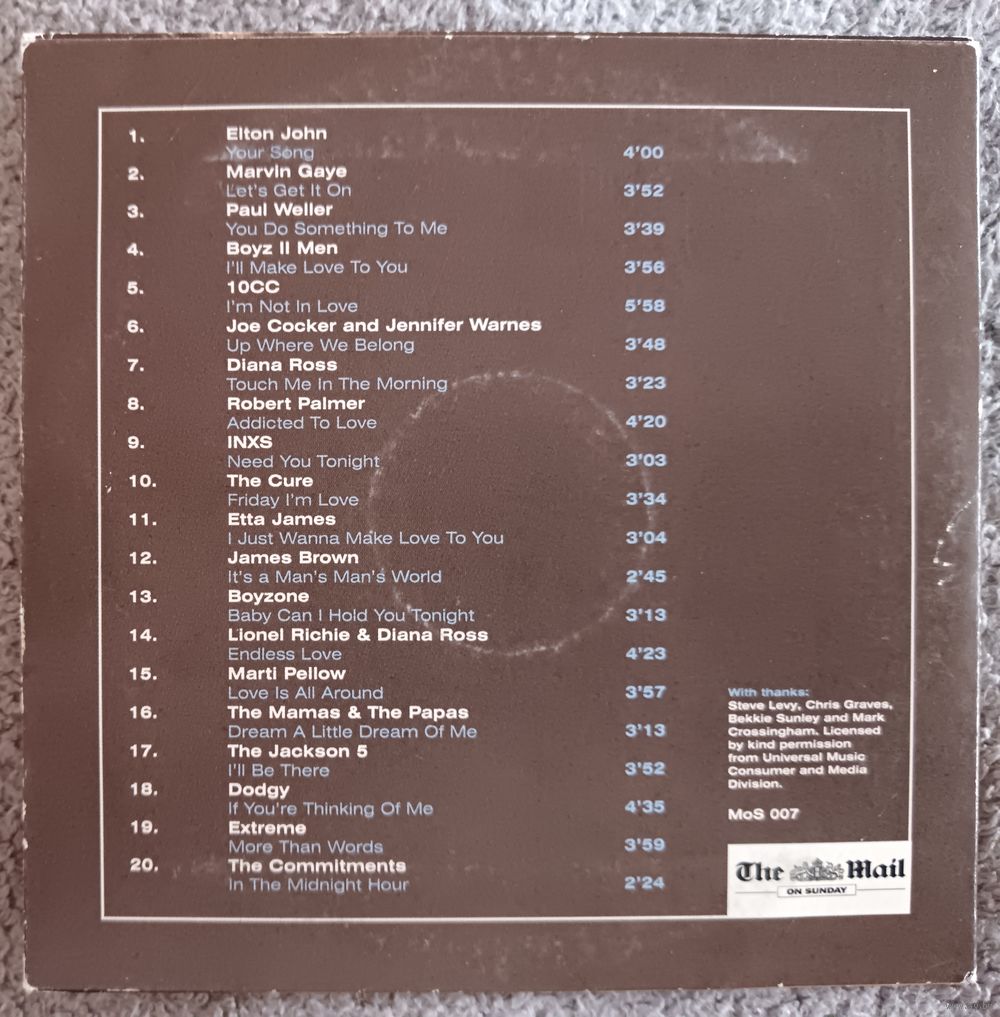 1. Elton John
Your Song 4'00
2. Marvin Gaye
Let's Get It On 3'52
3. Paul Weller
You Do Something To Me 3'39
4. Boyz II Men
I'll Make Love To You 3'56
5. 10CC
I'm Not In Love 5'58
6. Joe Cocker and Jennifer Warnes
Up Where We Belong 3'48
7. Diana Ross
Touch Me In The Morning 3'23
8. Robert Palmer
Addicted To Love 4'20
9. INXS
Need You Tonight 3'03
10. The Cure
Friday I'm Love 3'34
11. Etta James
I Just Wanna Make Love To You 3'04
12. James Brown
It's a Man's Man's World 2'45
13. Boyzone
Baby Can I Hold You Tonight 3'13
14. Lionel Richie & Diana Ross
Endless Love 4'23
15. Marti Pellow
Love Is All Around 3'57
16. The Mamas & The Papas
Dream A Little Dream Of Me 3'13
17. The Jackson 5
I'll Be There 3'52
18. Dodgy
If You're Thinking Of Me 4'35
19. Extreme
More Than Words 3'59
20. The Commitments
In The Midnight Hour 2'24
With thanks:
Steve Levy, Chris Graves,
Bekkie Sunley and Mark
Crossingham. Licensed
by kind permission
from Universal Music
Consumer and Media
Division.
MoS 007
The Mail
ON SUNDAY